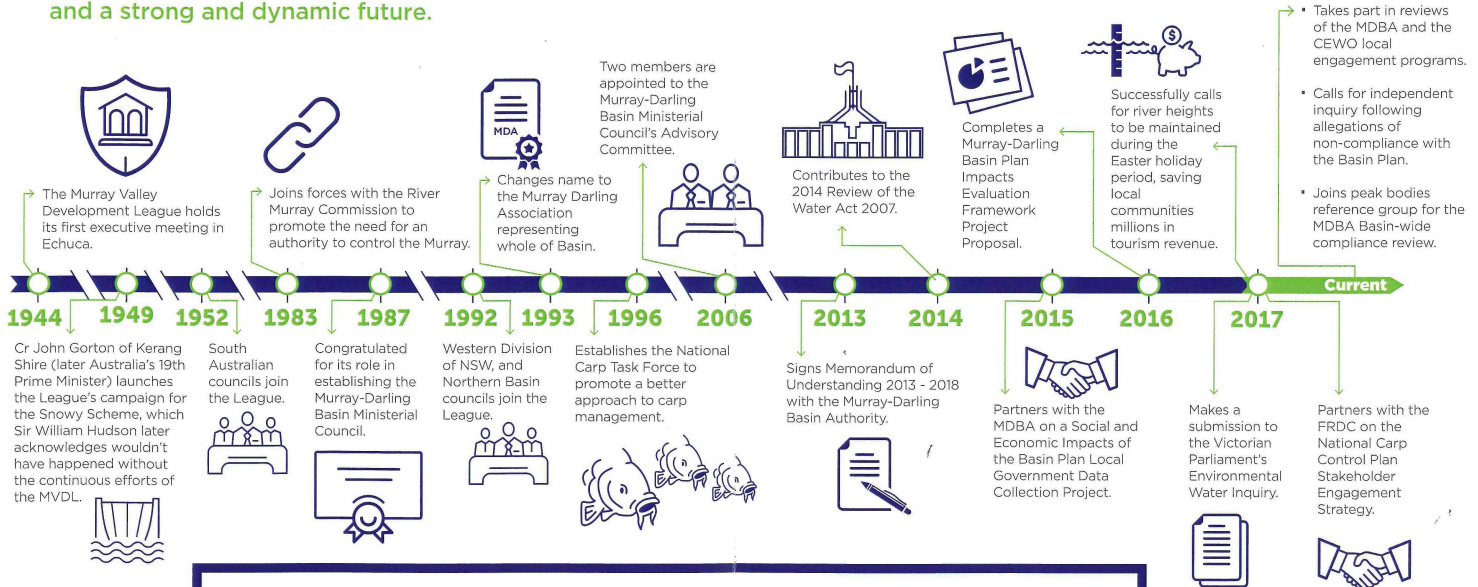 and a strong and dynamic future.
The Murray Valley
Development League holds
its first executive meeting in
Echuca.
Joins forces with the River
Murray Commission to
promote the need for an
authority to control the Murray.
MDA
Changes name to
the Murray Darling
Association
representing
whole of Basin.
Two members are
appointed to the
Murray-Darling
Basin Ministerial
Council's Advisory
Committee.
Contributes to the
2014 Review of the
Water Act 2007.
Completes a
Murray-Darling
Basin Plan
Impacts
Evaluation
Framework
Project
Proposal.
$
Successfully calls
for river heights
to be maintained
during the
Easter holiday
period, saving
local
communities
millions in
tourism revenue.
▪ Takes part in reviews
of the MDBA and the
CEWO local
engagement programs.
▪ Calls for independent
inquiry following
allegations of
non-compliance with
the Basin Plan.
▪ Joins peak bodies
reference group for the
MDBA Basin-wide
compliance review.
Current
1944
1949
1952
1983
1987
1992
1993
1996
2006
2013
2014
2015
2016
2017
Cr John Gorton of Kerang
Shire (later Australia's 19th
Prime Minister) launches
the League's campaign for
the Snowy Scheme, which
Sir William Hudson later
acknowledges wouldn't
have happened without
the continuous efforts of
the MVDL.
South
Australian
councils join
the League.
Congratulated
for its role in
establishing the
Murray-Darling
Basin Ministerial
Council.
Western Division
of NSW, and
Northern Basin
councils join the
League.
Establishes the National
Carp Task Force to
promote a better
approach to carp
management.
Signs Memorandum of
Understanding 2013 - 2018
with the Murray-Darling
Basin Authority.
Partners with the
MDBA on a Social and
Economic Impacts of
the Basin Plan Local
Government Data
Collection Project.
Makes a
submission to
the Victorian
Parliament's
Environmental
Water Inquiry.
Partners with the
FRDC on the
National Carp
Control Plan
Stakeholder
Engagement
Strategy.